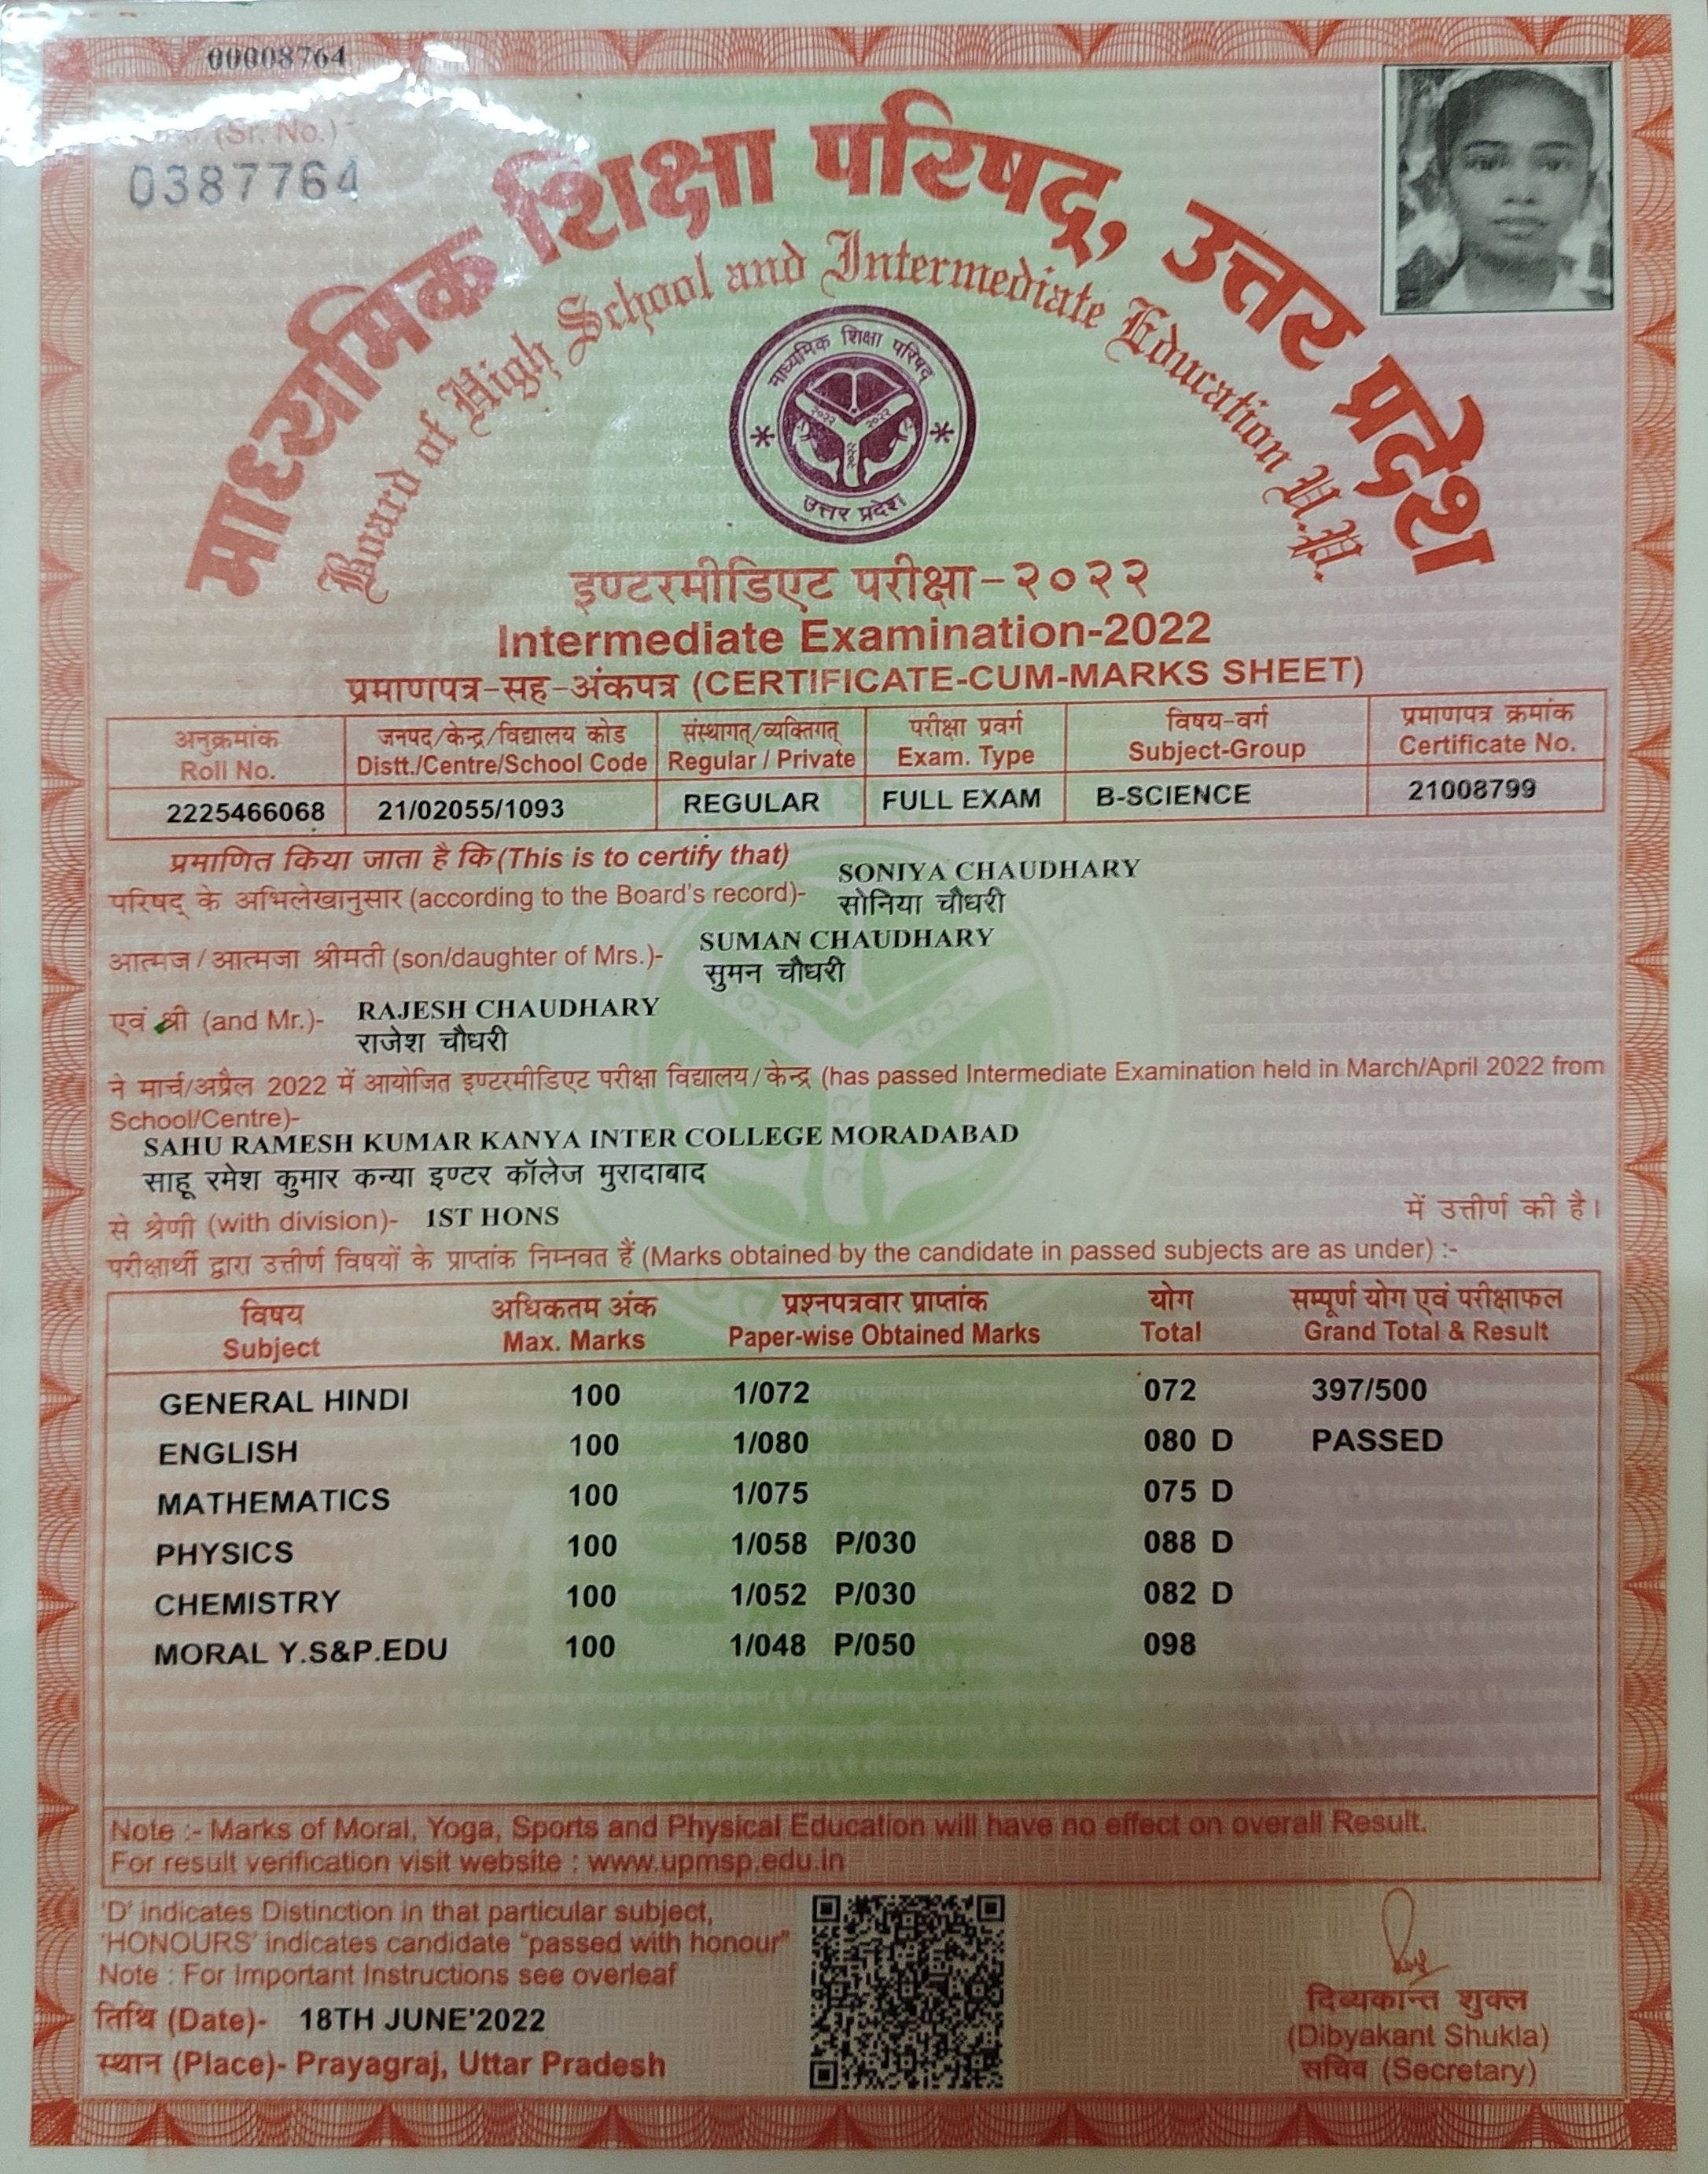 00008764
(Sr. No.)
0387764
माध्यमिक शिक्षा परिषद्, उत्तर प्रदेश
Board of High School and Intermediate Education U.P.
माध्यमिक शिक्षा परिषद्
२०२२ २०२२
२०२२
उत्तर प्रदेश
इण्टरमीडिएट परीक्षा-२०२२
Intermediate Examination-2022
प्रमाणपत्र-सह-अंकपत्र (CERTIFICATE-CUM-MARKS SHEET)
अनुक्रमांक जनपद/केन्द्र/विद्यालय कोड संस्थागत्/व्यक्तिगत् परीक्षा प्रवर्ग विषय-वर्ग प्रमाणपत्र क्रमांक
Roll No. Distt./Centre/School Code Regular / Private Exam. Type Subject-Group Certificate No.
2225466068 21/02055/1093 REGULAR FULL EXAM B-SCIENCE 21008799
प्रमाणित किया जाता है कि (This is to certify that)
SONIYA CHAUDHARY
परिषद् के अभिलेखानुसार (according to the Board's record)- सोनिया चौधरी
SUMAN CHAUDHARY
आत्मज / आत्मजा श्रीमती (son/daughter of Mrs.)- सुमन चौधरी
RAJESH CHAUDHARY
एवं श्री (and Mr.)- राजेश चौधरी
ने मार्च/अप्रैल 2022 में आयोजित इण्टरमीडिएट परीक्षा विद्यालय/केन्द्र (has passed Intermediate Examination held in March/April 2022 from
School/Centre)-
SAHU RAMESH KUMAR KANYA INTER COLLEGE MORADABAD
साहू रमेश कुमार कन्या इण्टर कॉलेज मुरादाबाद
से श्रेणी (with division)- 1ST HONS में उत्तीर्ण की है।
परीक्षार्थी द्वारा उत्तीर्ण विषयों के प्राप्तांक निम्नवत हैं (Marks obtained by the candidate in passed subjects are as under) :-
विषय अधिकतम अंक प्रश्नपत्रवार प्राप्तांक योग सम्पूर्ण योग एवं परीक्षाफल
Subject Max. Marks Paper-wise Obtained Marks Total Grand Total & Result
GENERAL HINDI 100 1/072 072 397/500
ENGLISH 100 1/080 080 D PASSED
MATHEMATICS 100 1/075 075 D
PHYSICS 100 1/058 P/030 088 D
CHEMISTRY 100 1/052 P/030 082 D
MORAL Y.S&P.EDU 100 1/048 P/050 098
Note :- Marks of Moral, Yoga, Sports and Physical Education will have no effect on overall Result.
For result verification visit website : www.upmsp.edu.in
'D' indicates Distinction in that particular subject,
'HONOURS' indicates candidate "passed with honour"
Note : For Important Instructions see overleaf
तिथि (Date)- 18TH JUNE'2022
स्थान (Place)- Prayagraj, Uttar Pradesh
दिव्यकान्त शुक्ल
(Dibyakant Shukla)
सचिव (Secretary)